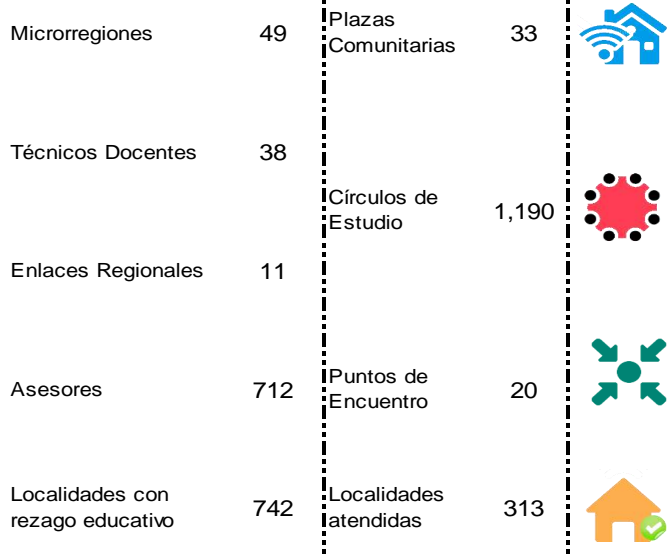 Microrregiones 49
Técnicos Docentes 38
Enlaces Regionales 11
Asesores 712
Localidades con
rezago educativo 742
Plazas
Comunitarias 33
Círculos de
Estudio 1,190
Puntos de
Encuentro 20
Localidades
atendidas 313